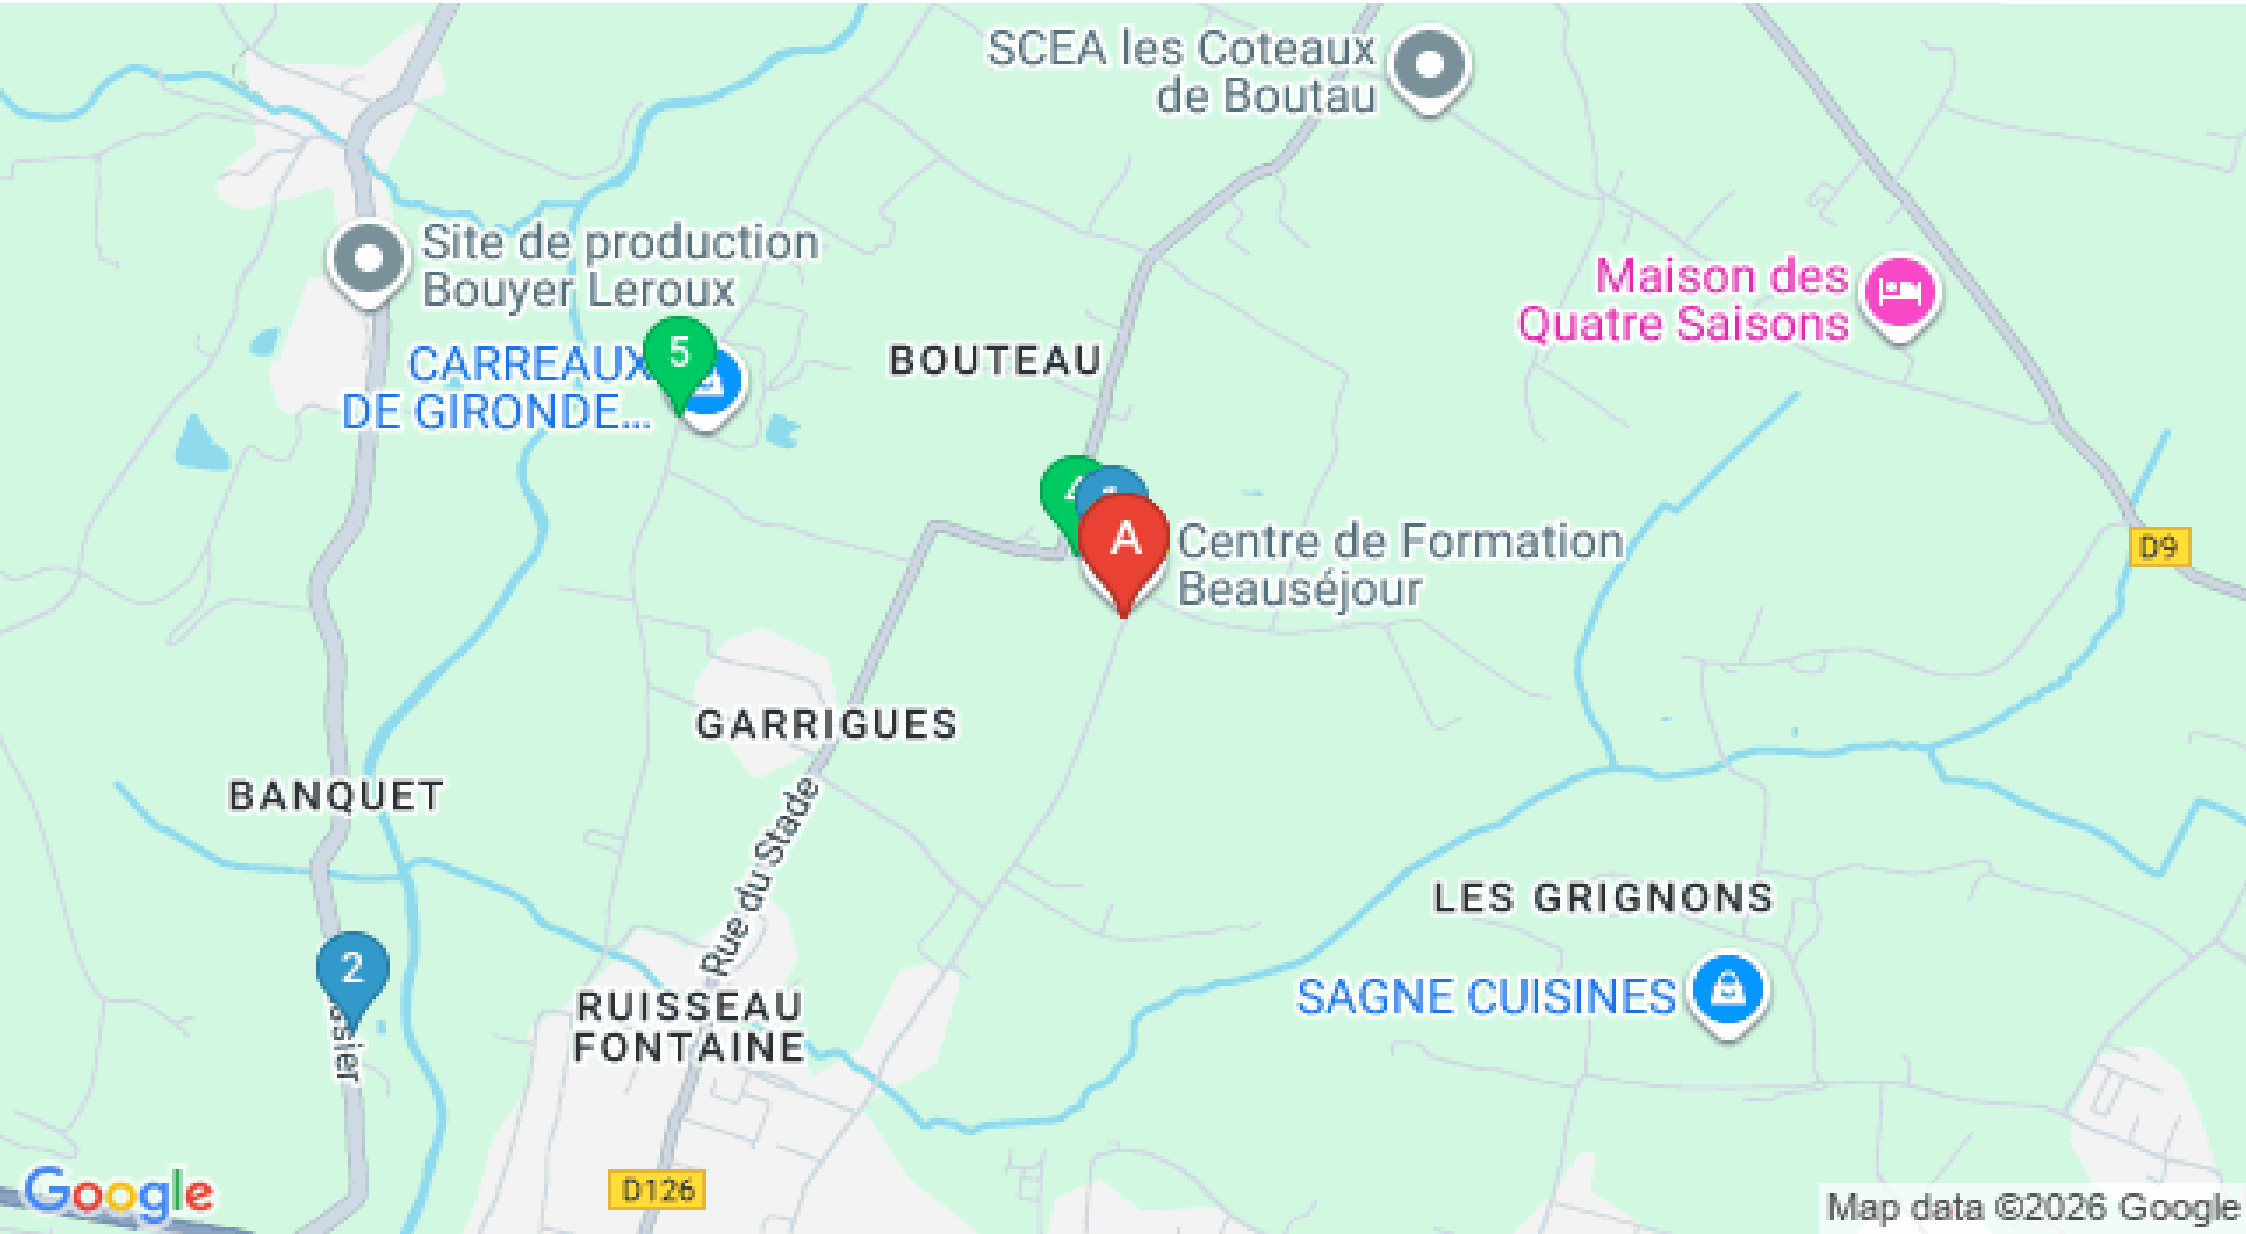 SCEA les Coteaux
de Boutau
Site de production
Bouyer Leroux
Maison des
Quatre Saisons
5
CARREAUX
DE GIRONDE...
BOUTEAU
A
Centre de Formation
Beauséjour
D9
GARRIGUES
BANQUET
Rue du Stade
LES GRIGNONS
2
SAGNE CUISINES
RUISSEAU
FONTAINE
D126
Google
Map data ©2026 Google